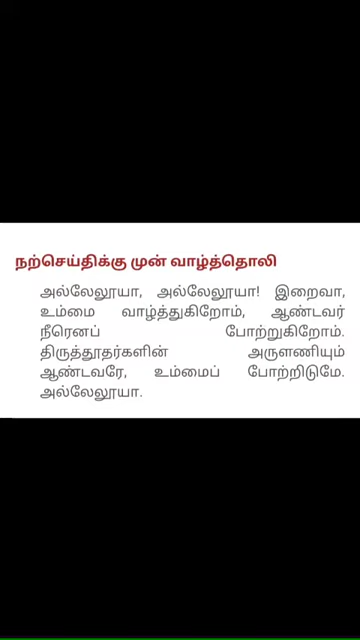 நற்செய்திக்கு முன் வாழ்த்தொலி
அல்லேலூயா, அல்லேலூயா! இறைவா,
உம்மை வாழ்த்துகிறோம், ஆண்டவர்
நீரெனப் போற்றுகிறோம்.
திருத்தூதர்களின் அருளணியும்
ஆண்டவரே, உம்மைப் போற்றிடுமே.
அல்லேலூயா.